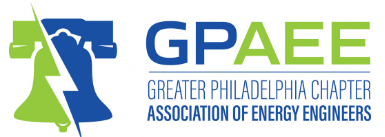 GPAEE
GREATER PHILADELPHIA CHAPTER
ASSOCIATION OF ENERGY ENGINEERS